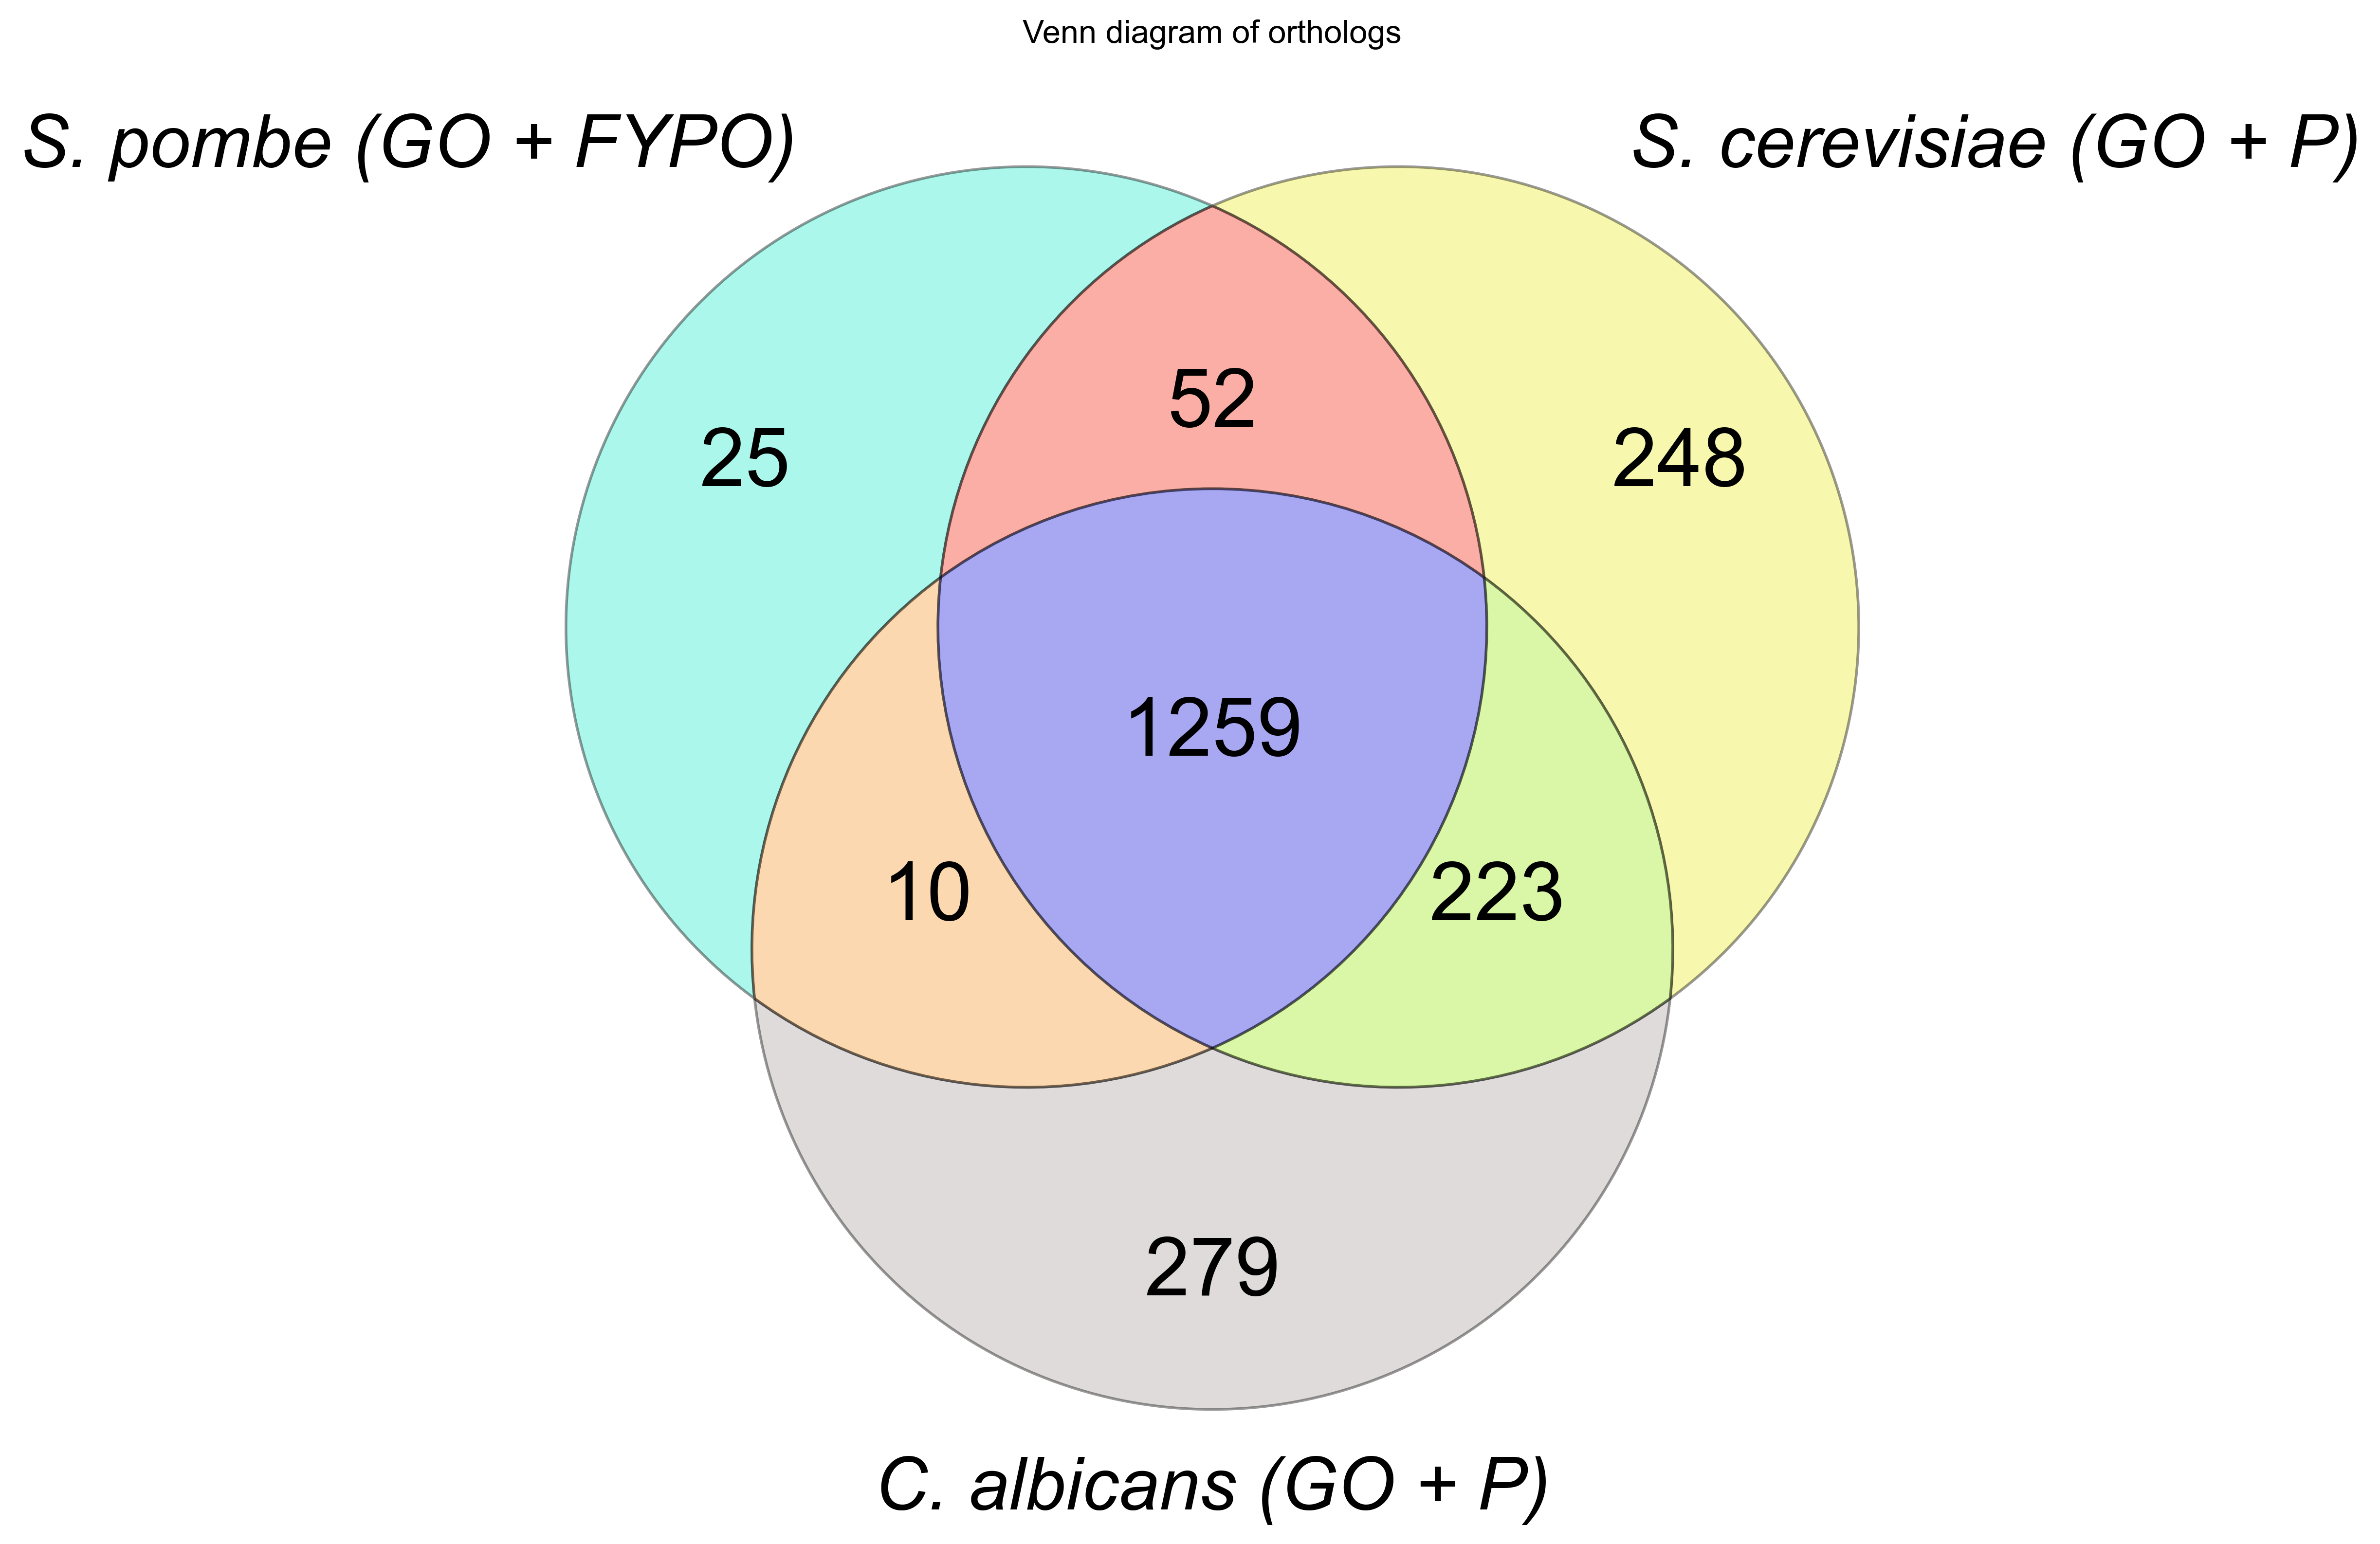 Venn diagram of orthologs
S. pombe (GO + FYPO)
S. cerevisiae (GO + P)
52
25
248
1259
10
223
279
C. albicans (GO + P)